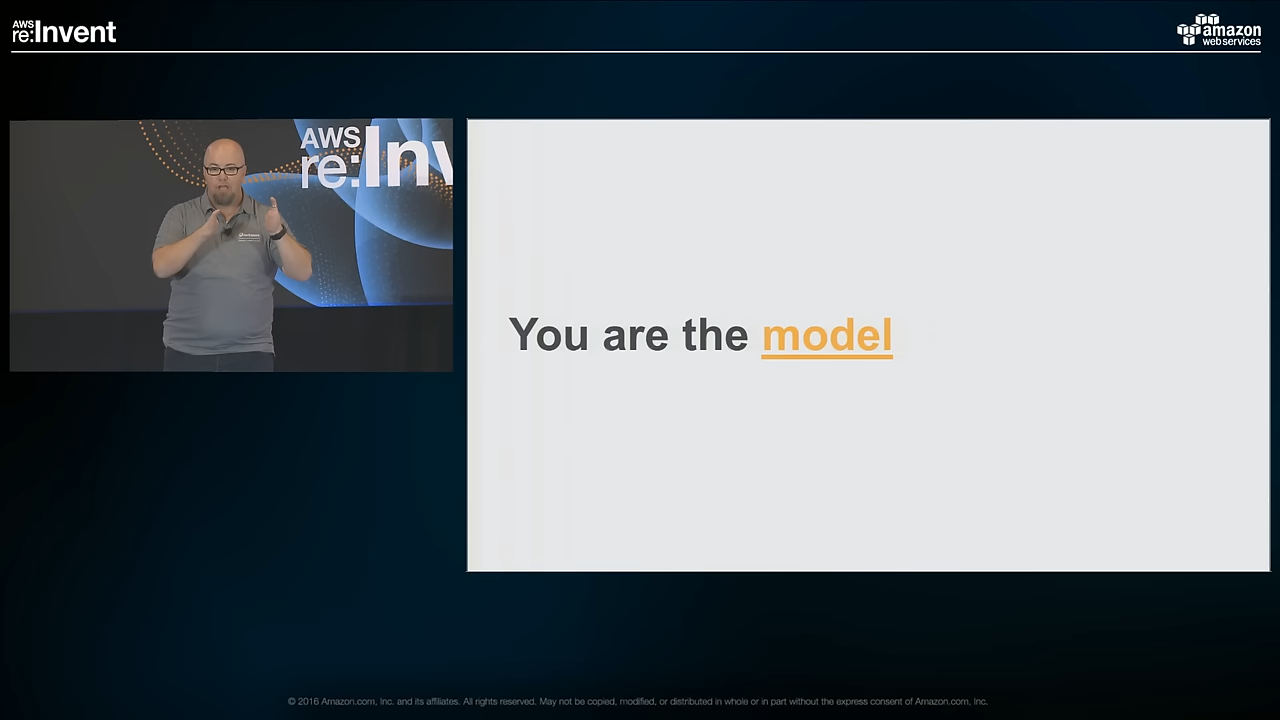 AWS
re:Invent
amazon
web services
AWS
re:Inv
You are the model
© 2016 Amazon.com, Inc. and its affiliates. All rights reserved. May not be copied, modified, or distributed in whole or in part without the express consent of Amazon.com, Inc.